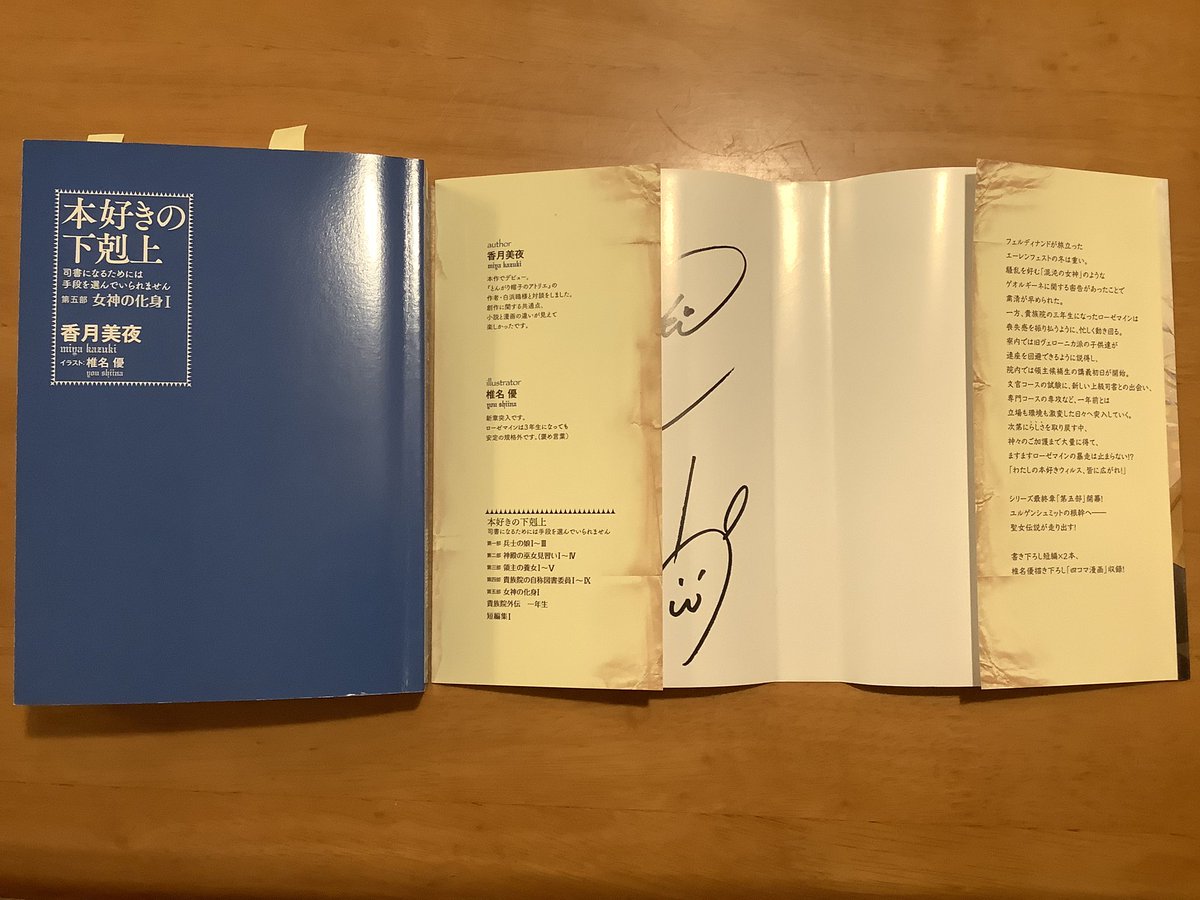 本好きの
下剋上
司書になるためには
手段を選んでいられません
第五部 女神の化身I
香月美夜
miya kazuki
イラスト:椎名 優
you shiina
author
香月美夜
miya kazuki
本作でデビュー。
『とんがり帽子のアトリエ』の
作者・白浜鴎様と対談をしました。
創作に関する共通点、
小説と漫画の違いが見えて
楽しかったです。
illustrator
椎名 優
you shiina
新章突入です。
ローゼマインは3年生になっても
安定の規格外です。(褒め言葉)
本好きの下剋上
司書になるためには手段を選んでいられません
第一部 兵士の娘I～III
第二部 神殿の巫女見習いI～IV
第三部 領主の養女I～V
第四部 貴族院の自称図書委員I～IX
第五部 女神の化身I
貴族院外伝 一年生
短編集I
フェルディナンドが旅立った
エーレンフェストの冬は重い。
騒乱を好む「混沌の女神」のような
ゲオルギーネに関する密告があったことで
粛清が早められた。
一方、貴族院の三年生になったローゼマインは
喪失感を振り払うように、忙しく動き回る。
寮内では旧ヴェローニカ派の子供達が
連座を回避できるように説得し、
院内では領主候補生の講義初日が開始。
文官コースの試験に、新しい上級司書との出会い、
専門コースの専攻など、一年前とは
立場も環境も激変した日々へ突入していく。
次第にらしさを取り戻す中、
神々のご加護まで大量に得て、
ますますローゼマインの暴走は止まらない!?
「わたしの本好きウィルス、皆に広がれ!」
シリーズ最終章「第五部」開幕!
ユルゲンシュミットの根幹へ――
聖女伝説が走り出す!
書き下ろし短編×2本、
椎名優描き下ろし「四コマ漫画」収録!